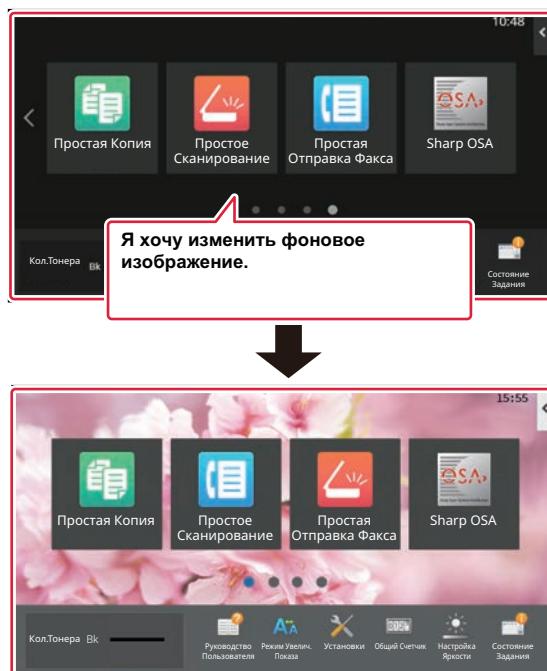 10:48
Простая Копия
Простое
Сканирование
Простая
Отправка Факса
OSA
Sharp OSA
Я хочу изменить фоновое
изображение.
Кол.Тонера
Bk
Состояние
Задания
15:55
Простая Копия
Простое
Сканирование
Простая
Отправка Факса
OSA
Sharp OSA
Кол.Тонера Bk
Руководство
Пользователя
Режим Увелич.
Показа
Установки
Общий Счетчик
Настройка
Яркости
Состояние
Задания